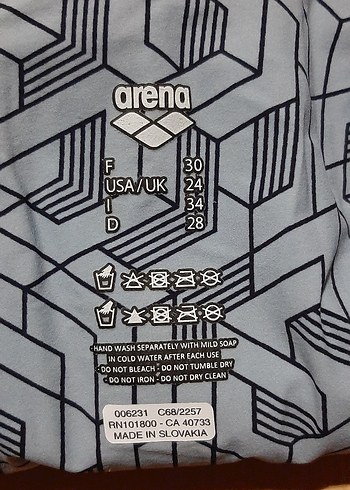 arena
F 30
USA/UK 24
I 34
D 28
HAND WASH SEPARATELY WITH MILD SOAP
IN COLD WATER AFTER EACH USE
DO NOT BLEACH - DO NOT TUMBLE DRY
DO NOT IRON - DO NOT DRY CLEAN
006231 C68/2257
RN101800 - CA 40733
MADE IN SLOVAKIA